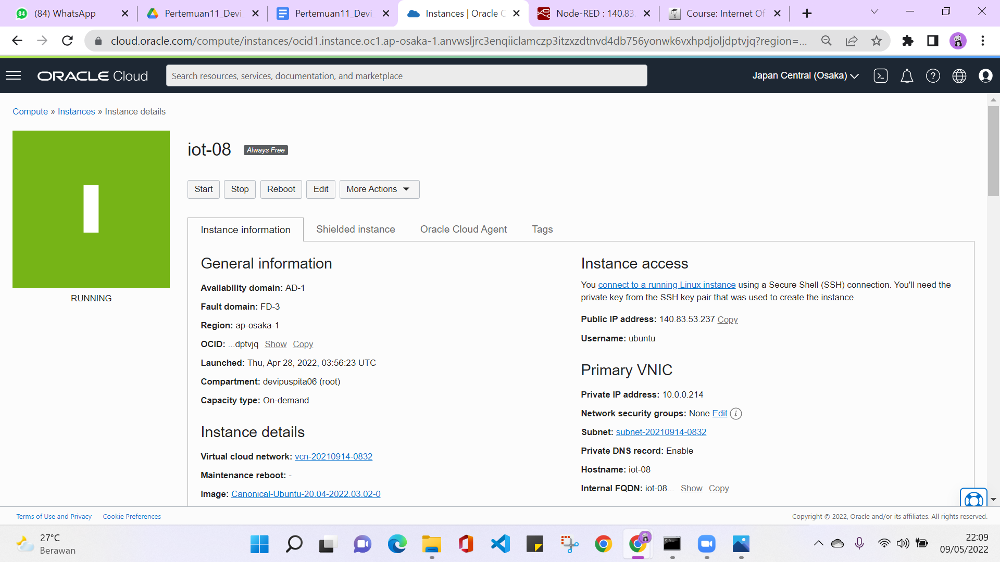 84 (84) WhatsApp
Pertemuan11_Devi_
Pertemuan11_Devi_
Instances | Oracle C
Node-RED : 140.83.
Course: Internet Of
cloud.oracle.com/compute/instances/ocid1.instance.oc1.ap-osaka-1.anvwsljrc3enqiiclamczp3itzxzdtnvd4db756yonwk6vxhpdjoljdptvjq?region=...
ORACLE Cloud
Search resources, services, documentation, and marketplace
Japan Central (Osaka)
Compute » Instances » Instance details
RUNNING
iot-08 Always Free
Start Stop Reboot Edit More Actions
Instance information Shielded instance Oracle Cloud Agent Tags
General information
Availability domain: AD-1
Fault domain: FD-3
Region: ap-osaka-1
OCID: ...dptvjq Show Copy
Launched: Thu, Apr 28, 2022, 03:56:23 UTC
Compartment: devipuspita06 (root)
Capacity type: On-demand
Instance details
Virtual cloud network: vcn-20210914-0832
Maintenance reboot: -
Image: Canonical-Ubuntu-20.04-2022.03.02-0
Instance access
You connect to a running Linux instance using a Secure Shell (SSH) connection. You'll need the
private key from the SSH key pair that was used to create the instance.
Public IP address: 140.83.53.237 Copy
Username: ubuntu
Primary VNIC
Private IP address: 10.0.0.214
Network security groups: None Edit
Subnet: subnet-20210914-0832
Private DNS record: Enable
Hostname: iot-08
Internal FQDN: iot-08... Show Copy
Terms of Use and Privacy Cookie Preferences
Copyright © 2022, Oracle and/or its affiliates. All rights reserved.
27°C
Berawan
22:09
09/05/2022